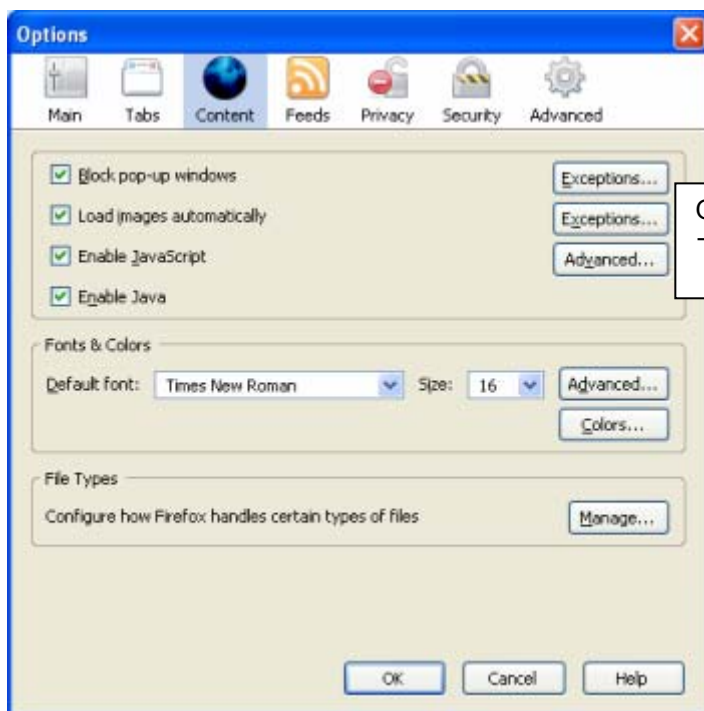 Options
Main Tabs Content Feeds Privacy Security Advanced
Block pop-up windows Exceptions...
Load images automatically Exceptions...
Enable JavaScript Advanced...
Enable Java
Fonts & Colors
Default font: Times New Roman Size: 16 Advanced...
Colors...
File Types
Configure how Firefox handles certain types of files Manage...
OK Cancel Help